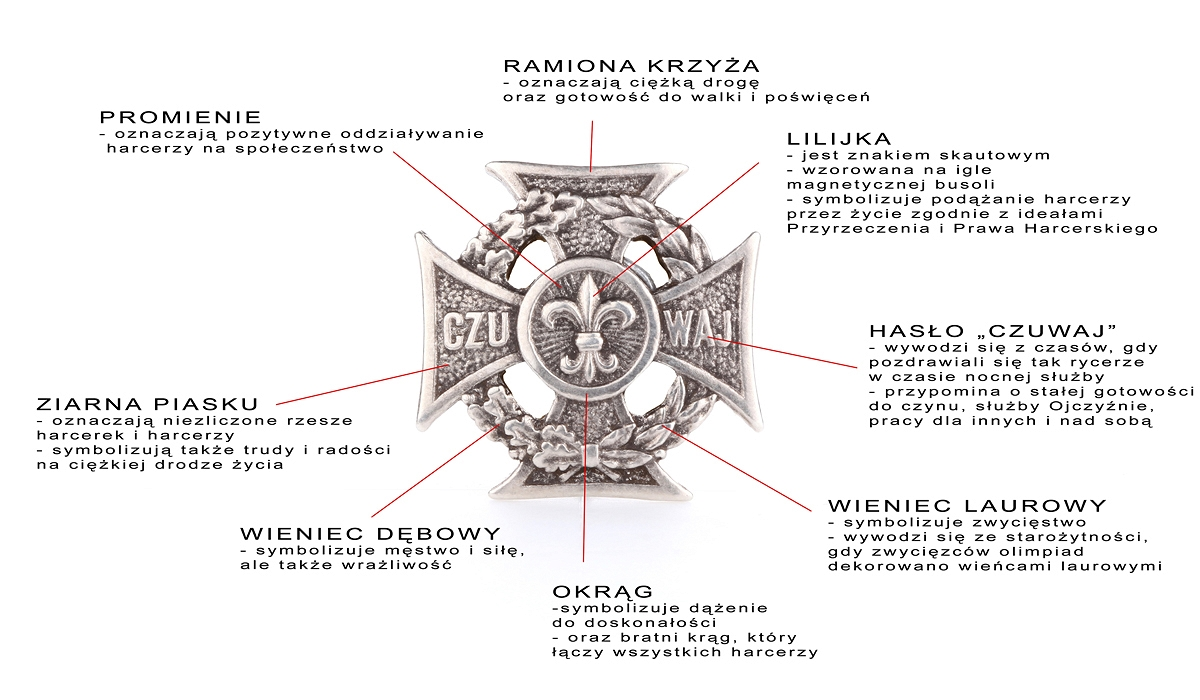 RAMIONA KRZYŻA
- oznaczają ciężką drogę
oraz gotowość do walki i poświęceń
PROMIENIE
- oznaczają pozytywne oddziaływanie
harcerzy na społeczeństwo
LILIJKA
- jest znakiem skautowym
- wzorowana na igle
magnetycznej busoli
- symbolizuje podążanie harcerzy
przez życie zgodnie z ideałami
Przyrzeczenia i Prawa Harcerskiego
CZU WAJ
HASŁO „CZUWAJ”
- wywodzi się z czasów, gdy
pozdrawiali się tak rycerze
w czasie nocnej służby
- przypomina o stałej gotowości
do czynu, służby Ojczyźnie,
pracy dla innych i nad sobą
ZIARNA PIASKU
- oznaczają niezliczone rzesze
harcerek i harcerzy
- symbolizują także trudy i radości
na ciężkiej drodze życia
WIENIEC DĘBOWY
- symbolizuje męstwo i siłę,
ale także wrażliwość
WIENIEC LAUROWY
- symbolizuje zwycięstwo
- wywodzi się ze starożytności,
gdy zwycięzców olimpiad
dekorowano wieńcami laurowymi
OKRĄG
-symbolizuje dążenie
do doskonałości
- oraz bratni krąg, który
łączy wszystkich harcerzy